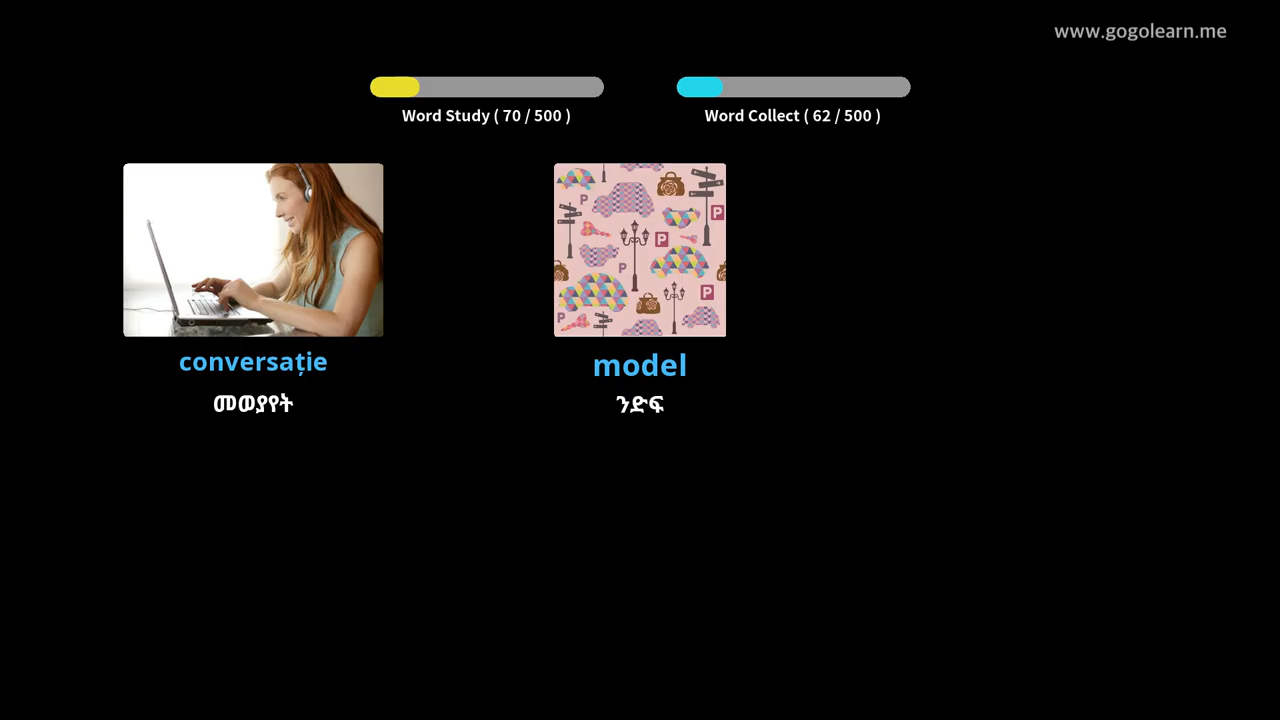 www.gogolearn.me
Word Study ( 70 / 500 )
Word Collect ( 62 / 500 )
P
P
P
P
P
P
conversație
model
መወያየት
ንድፍ